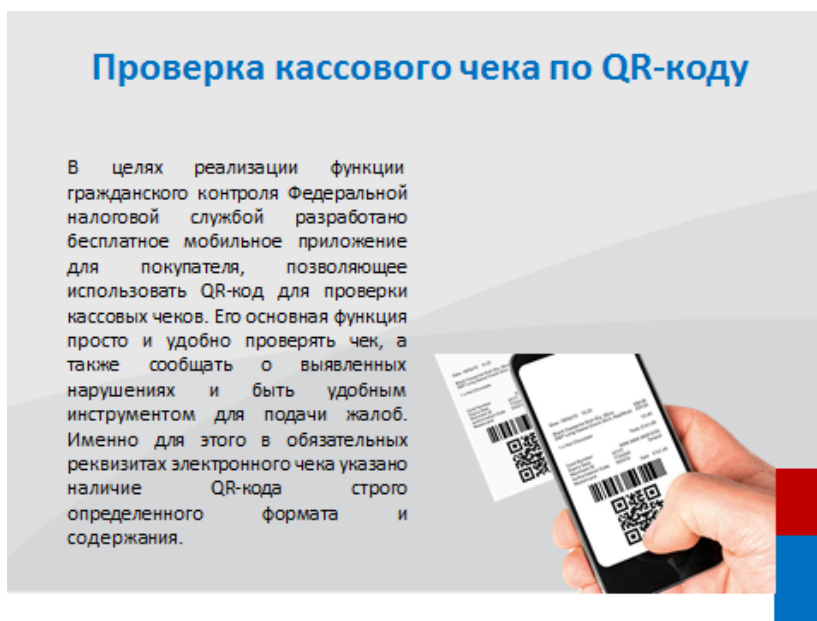 Проверка кассового чека по QR-коду
В целях реализации функции
гражданского контроля Федеральной
налоговой службой разработано
бесплатное мобильное приложение
для покупателя, позволяющее
использовать QR-код для проверки
кассовых чеков. Его основная функция
просто и удобно проверять чек, а
также сообщать о выявленных
нарушениях и быть удобным
инструментом для подачи жалоб.
Именно для этого в обязательных
реквизитах электронного чека указано
наличие QR-кода строго
определенного формата и
содержания.